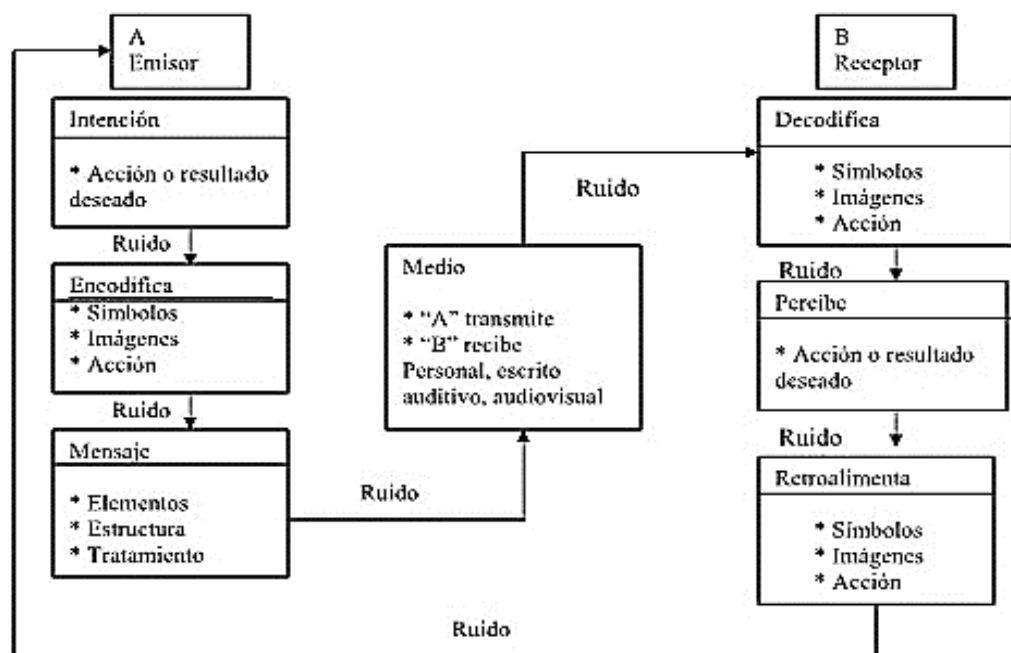 A
Emisor
Intención
* Acción o resultado
deseado
Ruido
Encodifica
* Símbolos
* Imágenes
* Acción
Ruido
Mensaje
* Elementos
* Estructura
* Tratamiento
Ruido
Medio
* “A” transmite
* “B” recibe
Personal, escrito
auditivo, audiovisual
Ruido
B
Receptor
Decodifica
* Símbolos
* Imágenes
* Acción
Ruido
Percibe
* Acción o resultado
deseado
Ruido
Retroalimenta
* Símbolos
* Imágenes
* Acción
Ruido